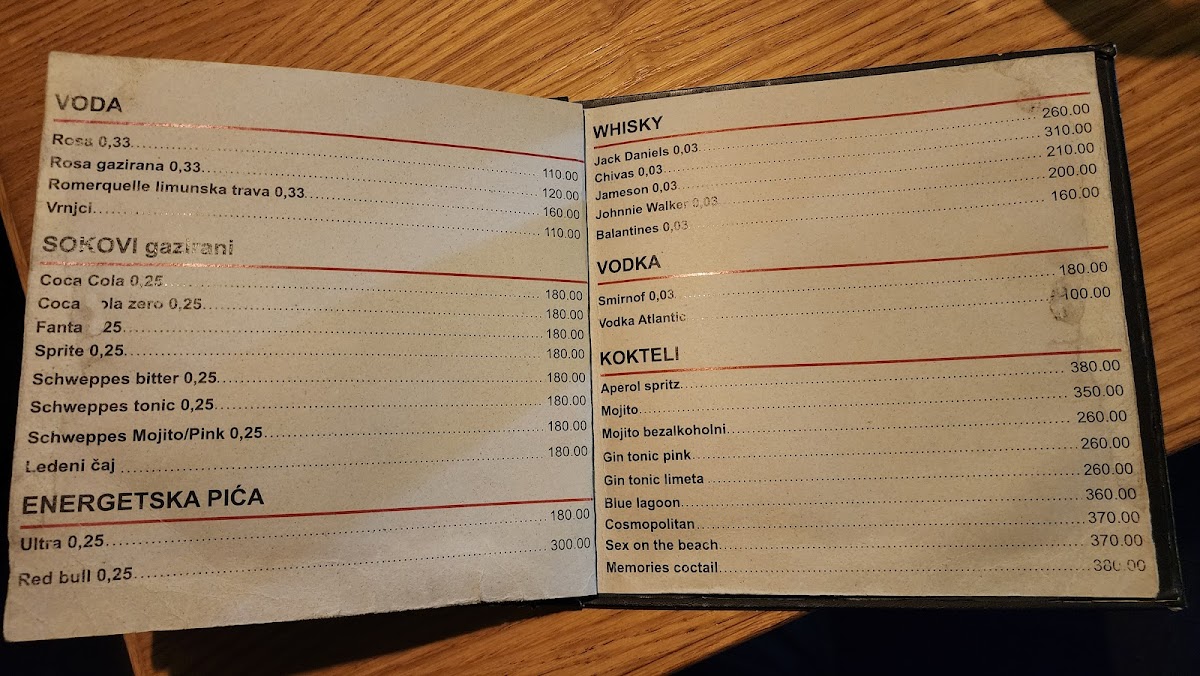 VODA
Rosa 0,33 110.00
Rosa gazirana 0,33 120.00
Romerquelle limunska trava 0,33 160.00
Vrnjci 110.00
SOKOVI gazirani
Coca Cola 0,25 180.00
Coca ola zero 0,25 180.00
Fanta 25 180.00
Sprite 0,25 180.00
Schweppes bitter 0,25 180.00
Schweppes tonic 0,25 180.00
Schweppes Mojito/Pink 0,25 180.00
Ledeni čaj 180.00
ENERGETSKA PIĆA
Ultra 0,25 180.00
Red bull 0,25 300.00
WHISKY
Jack Daniels 0,03 260.00
Chivas 0,03 310.00
Jameson 0,03 210.00
Johnnie Walker 0,03 200.00
Balantines 0,03 160.00
VODKA
Smirnof 0,03 180.00
Vodka Atlantic 100.00
KOKTELI
Aperol spritz 380.00
Mojito 350.00
Mojito bezalkoholni 260.00
Gin tonic pink 260.00
Gin tonic limeta 260.00
Blue lagoon 360.00
Cosmopolitan 370.00
Sex on the beach 370.00
Memories coctail 380.00